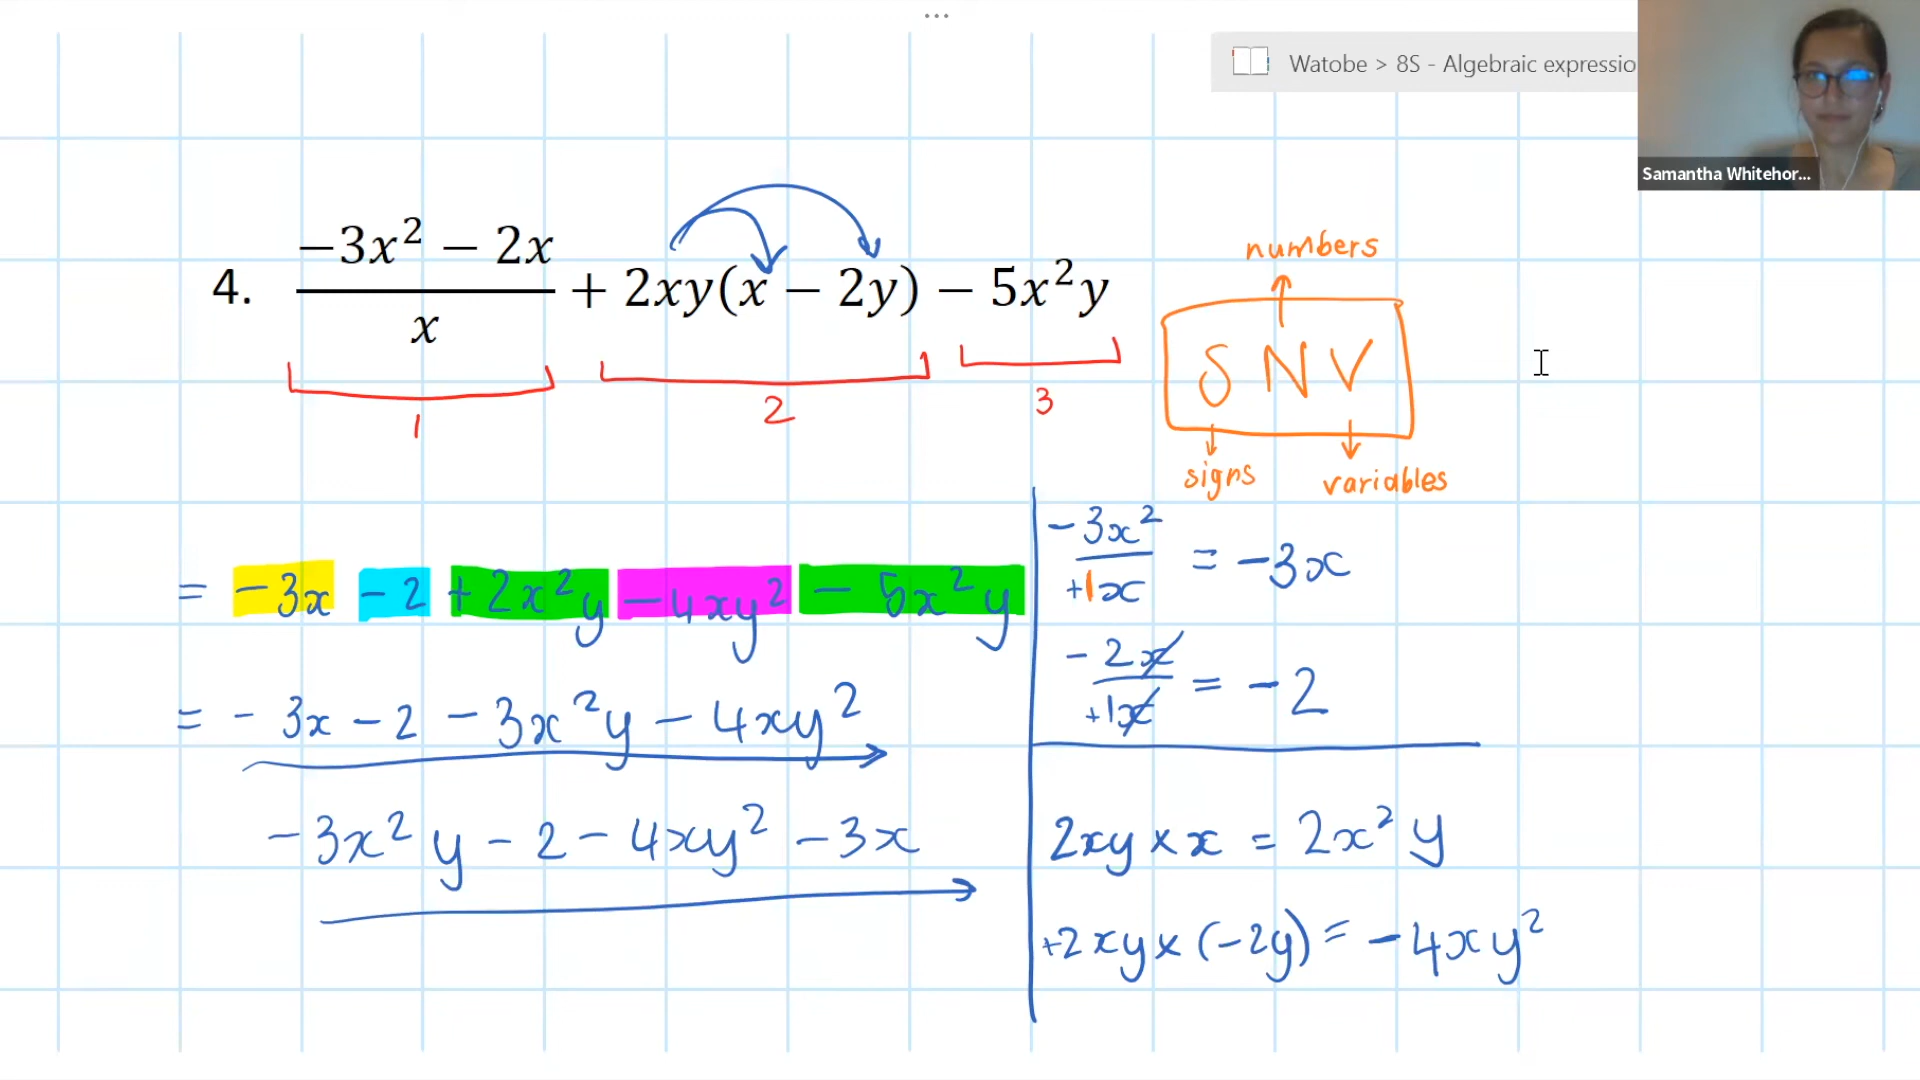 ...
Watobe > 8S - Algebraic expressio
Samantha Whitehor...
4. (−3x² − 2x)/x + 2xy(x − 2y) − 5x²y
1 2 3
numbers
S N V
signs variables
= −3x −2 +2x²y −4xy² − 5x²y
= −3x −2 −3x²y − 4xy²
−3x²y − 2 − 4xy² − 3x
−3x²/+1x = −3x
−2x/+1x = −2
2xy × x = 2x²y
+2xy × (−2y) = −4xy²